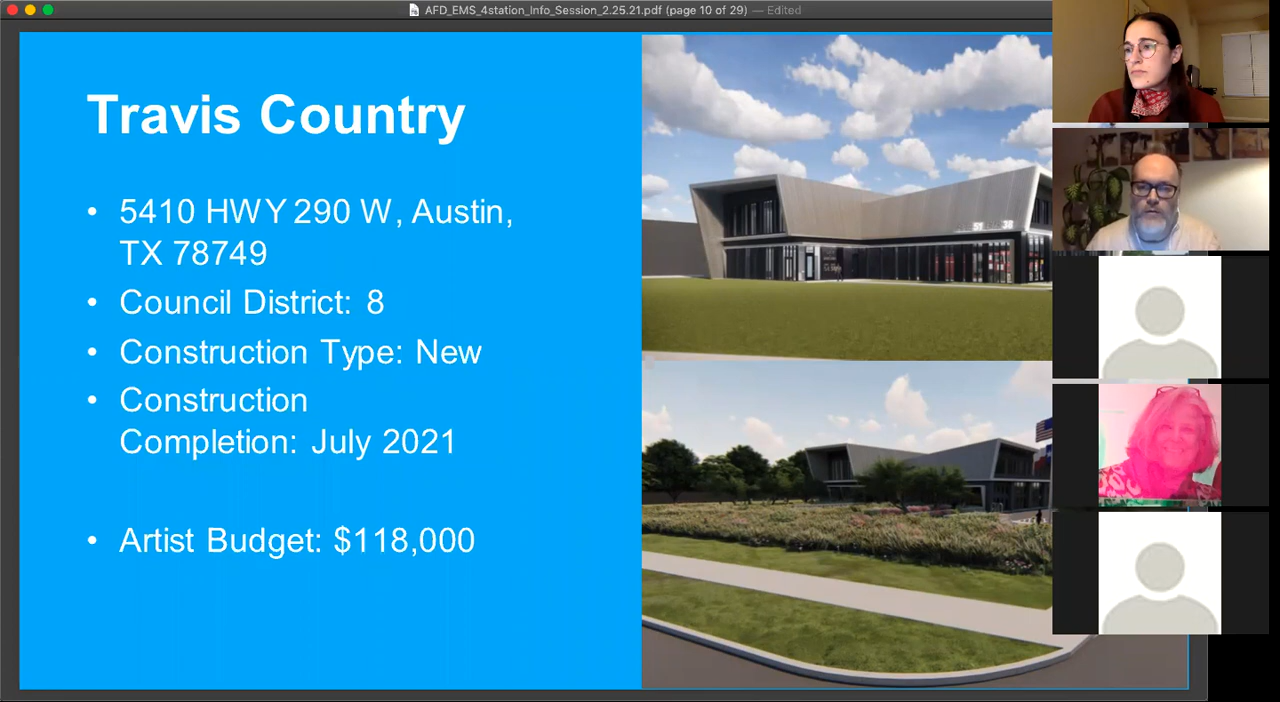 AFD_EMS_4station_Info_Session_2.25.21.pdf (page 10 of 29) — Edited
Travis Country
• 5410 HWY 290 W, Austin,
TX 78749
• Council District: 8
• Construction Type: New
• Construction
Completion: July 2021
• Artist Budget: $118,000